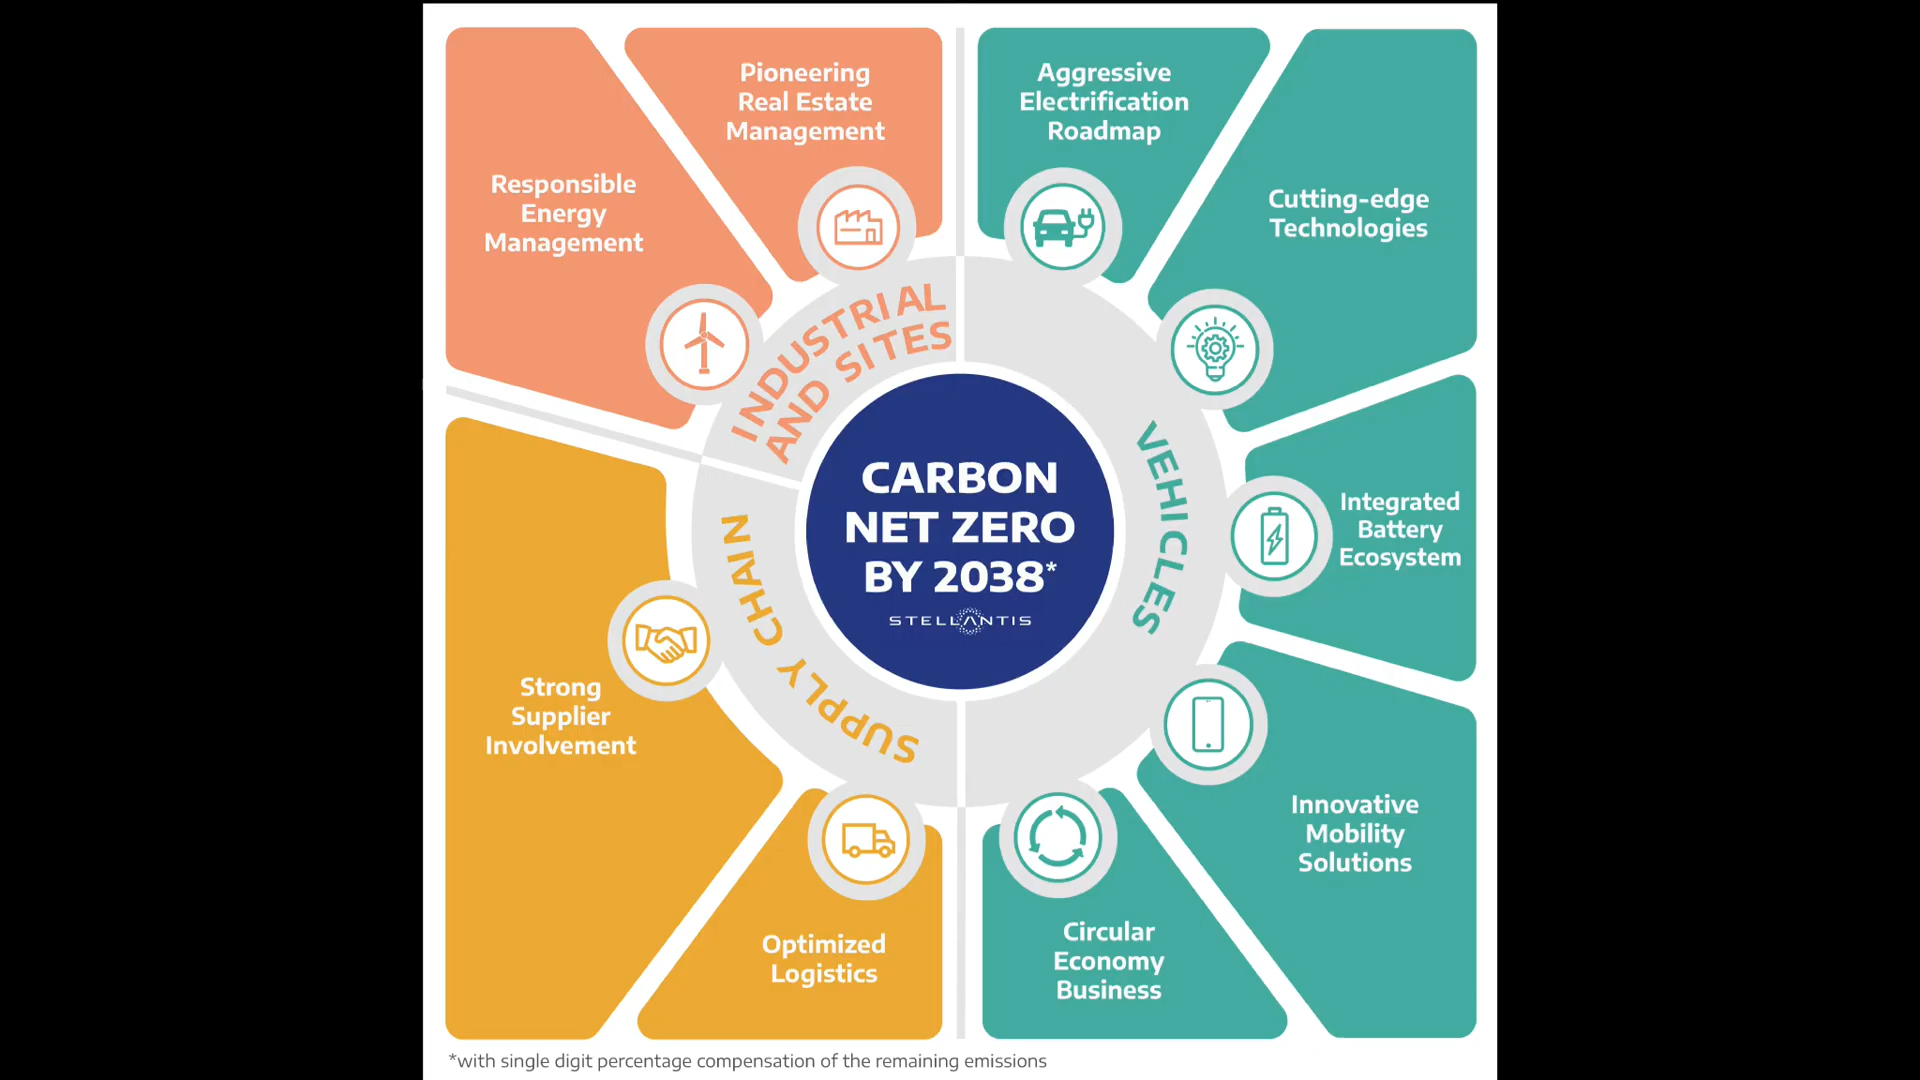 Pioneering
Real Estate
Management
Aggressive
Electrification
Roadmap
Responsible
Energy
Management
Cutting-edge
Technologies
INDUSTRIAL
AND SITES
VEHICLES
CARBON
NET ZERO
BY 2038*
STELLANTIS
Integrated
Battery
Ecosystem
SUPPLY CHAIN
Strong
Supplier
Involvement
Innovative
Mobility
Solutions
Optimized
Logistics
Circular
Economy
Business
*with single digit percentage compensation of the remaining emissions